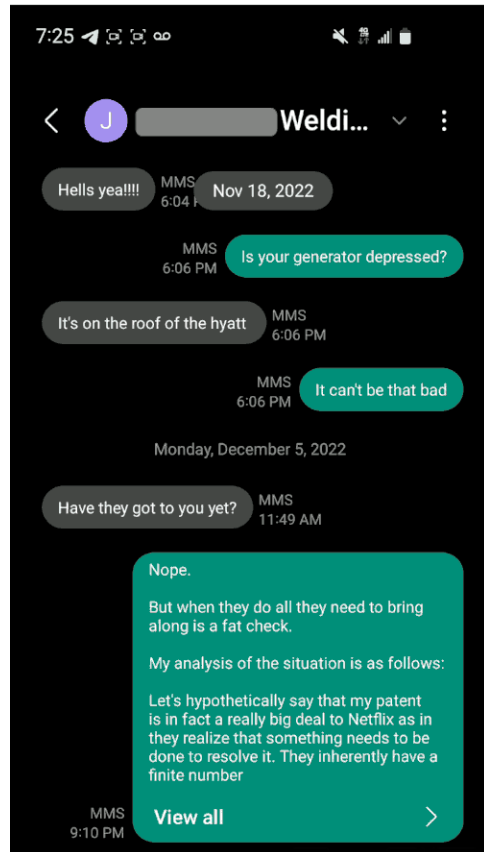 7:25
J Weldi...
Hells yea!!!!
MMS
6:04
Nov 18, 2022
MMS
6:06 PM
Is your generator depressed?
It's on the roof of the hyatt
MMS
6:06 PM
MMS
6:06 PM
It can't be that bad
Monday, December 5, 2022
Have they got to you yet?
MMS
11:49 AM
Nope.
But when they do all they need to bring
along is a fat check.
My analysis of the situation is as follows:
Let's hypothetically say that my patent
is in fact a really big deal to Netflix as in
they realize that something needs to be
done to resolve it. They inherently have a
finite number
View all
MMS
9:10 PM